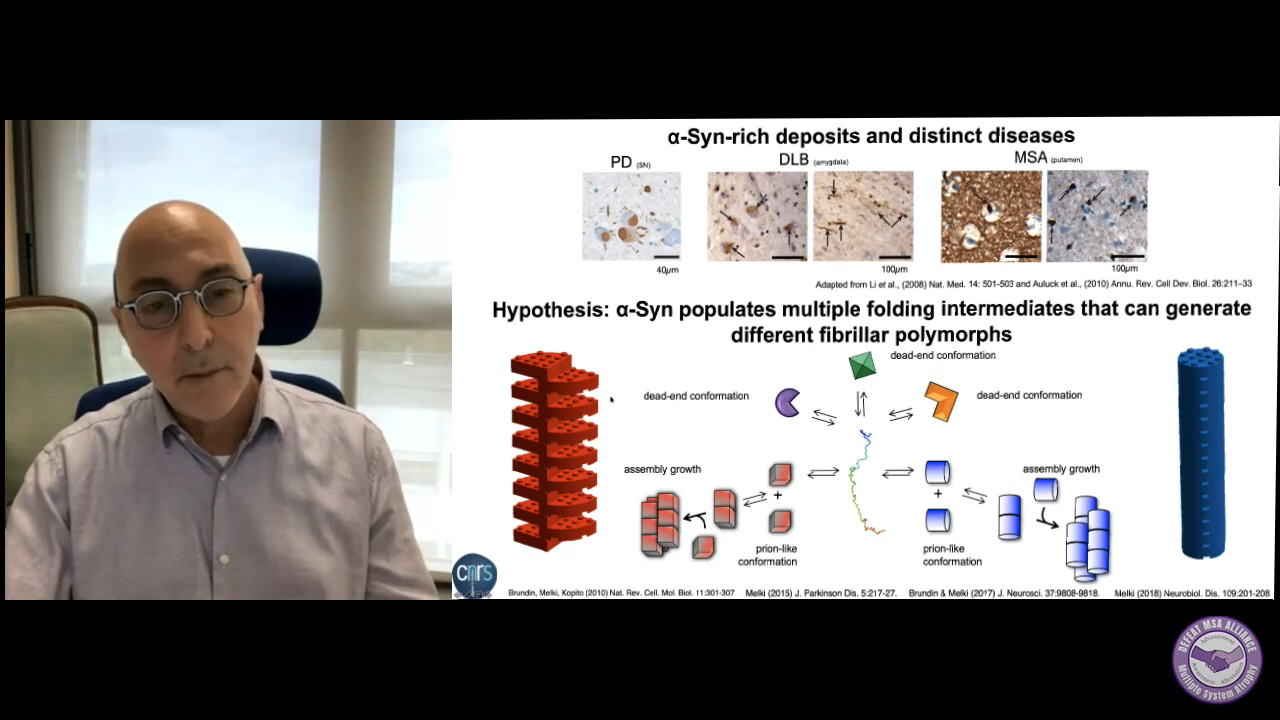 α-Syn-rich deposits and distinct diseases
PD (SN)
DLB (amygdala)
MSA (putamen)
40µm
100µm
100µm
Adapted from Li et al., (2008) Nat. Med. 14: 501-503 and Auluck et al., (2010) Annu. Rev. Cell Dev. Biol. 26:211–33
Hypothesis: α-Syn populates multiple folding intermediates that can generate
different fibrillar polymorphs
dead-end conformation
dead-end conformation
dead-end conformation
assembly growth
assembly growth
+
+
prion-like
conformation
prion-like
conformation
cnrs
Brundin, Melki, Kopito (2010) Nat. Rev. Cell. Mol. Biol. 11:301-307
Melki (2015) J. Parkinson Dis. 5:217-27.
Brundin & Melki (2017) J. Neurosci. 37:9808-9818.
Melki (2018) Neurobiol. Dis. 109:201-208
DEFEAT MSA ALLIANCE
Multiple System Atrophy